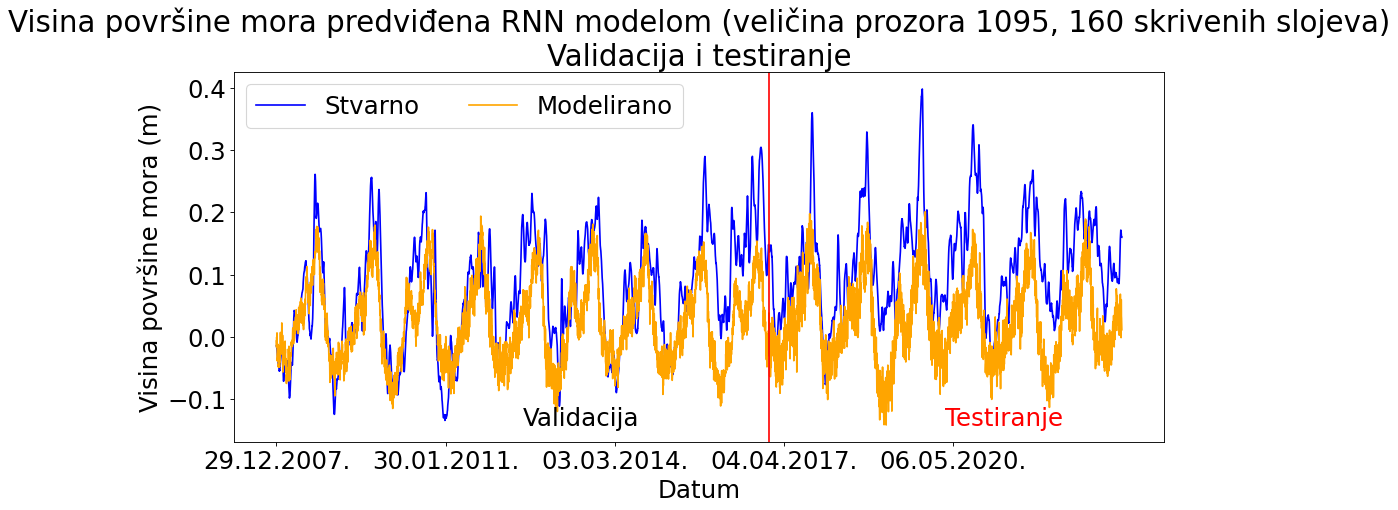 Visina površine mora predviđena RNN modelom (veličina prozora 1095, 160 skrivenih slojeva)
Validacija i testiranje
Stvarno Modelirano
Visina površine mora (m)
0.4
0.3
0.2
0.1
0.0
−0.1
Validacija
Testiranje
29.12.2007. 30.01.2011. 03.03.2014. 04.04.2017. 06.05.2020.
Datum